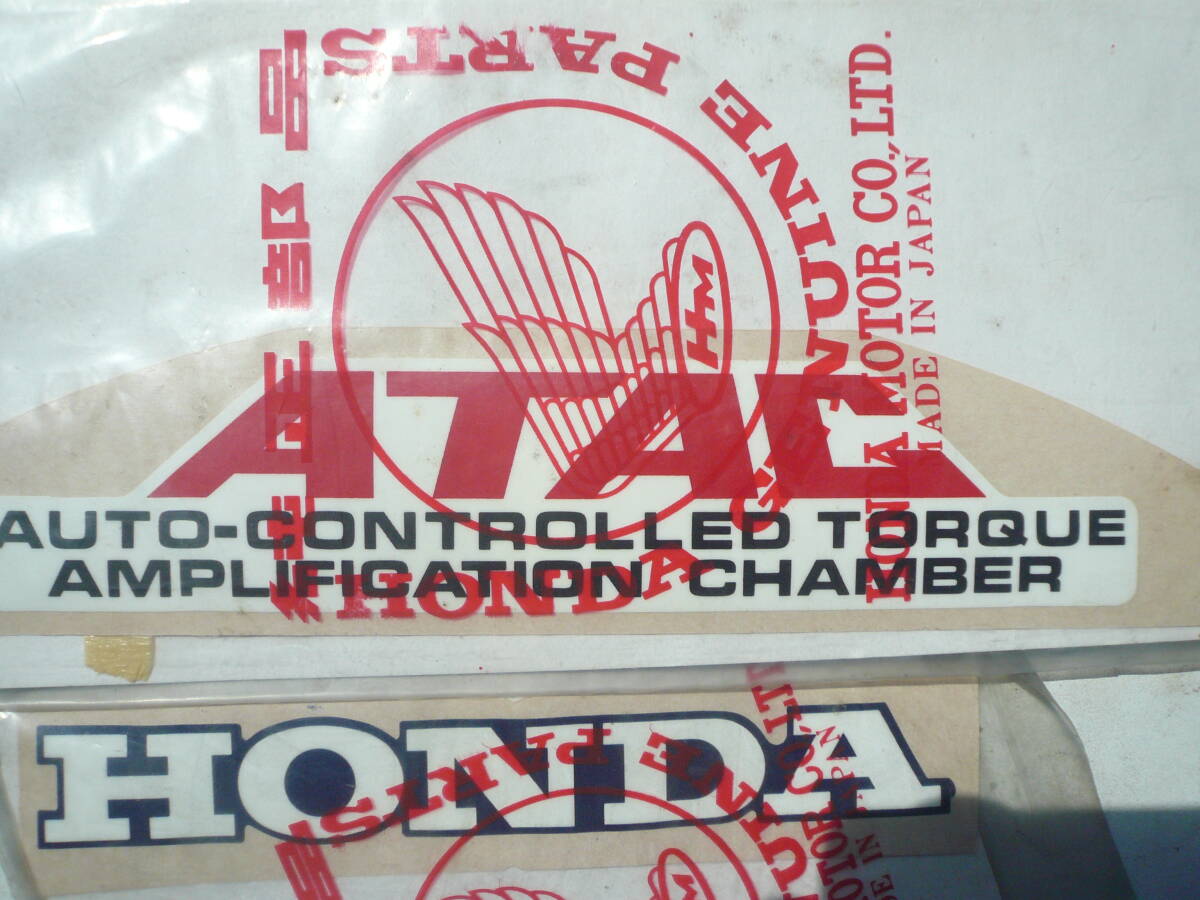 HONDA GENUINE PARTS
純正部品
HM
HONDA MOTOR CO.,LTD.
MADE IN JAPAN
ATAC
AUTO-CONTROLLED TORQUE
AMPLIFICATION CHAMBER
HONDA